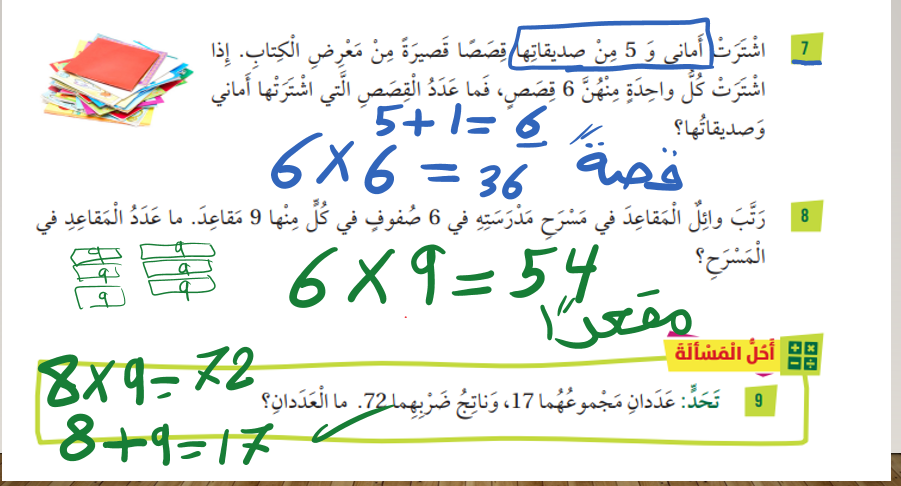 7 اشْتَرَتْ أَماني وَ 5 مِنْ صديقاتِها قِصَصًا قَصيرَةً مِنْ مَعْرِضِ الْكِتابِ. إِذا
اشْتَرَتْ كُلُّ واحِدَةٍ مِنْهُنَّ 6 قِصَصٍ، فَما عَدَدُ الْقِصَصِ الَّتي اشْتَرَتْها أَماني
وَصديقاتُها؟
5+1=6
6×6=36 قصة
8 رَتَّبَ وائِلٌ الْمَقاعِدَ في مَسْرَحِ مَدْرَسَتِهِ في 6 صُفوفٍ في كُلٍّ مِنْها 9 مَقاعِدَ. ما عَدَدُ الْمَقاعِدِ في
الْمَسْرَحِ؟
9 9
9 9
9 9
6×9=54
مقعدًا
أَحُلُّ الْمَسْأَلَةَ
8×9=72
9 تَحَدٍّ: عَدَدانِ مَجْموعُهُما 17، وَناتِجُ ضَرْبِهِما 72. ما الْعَدَدانِ؟
8+9=17